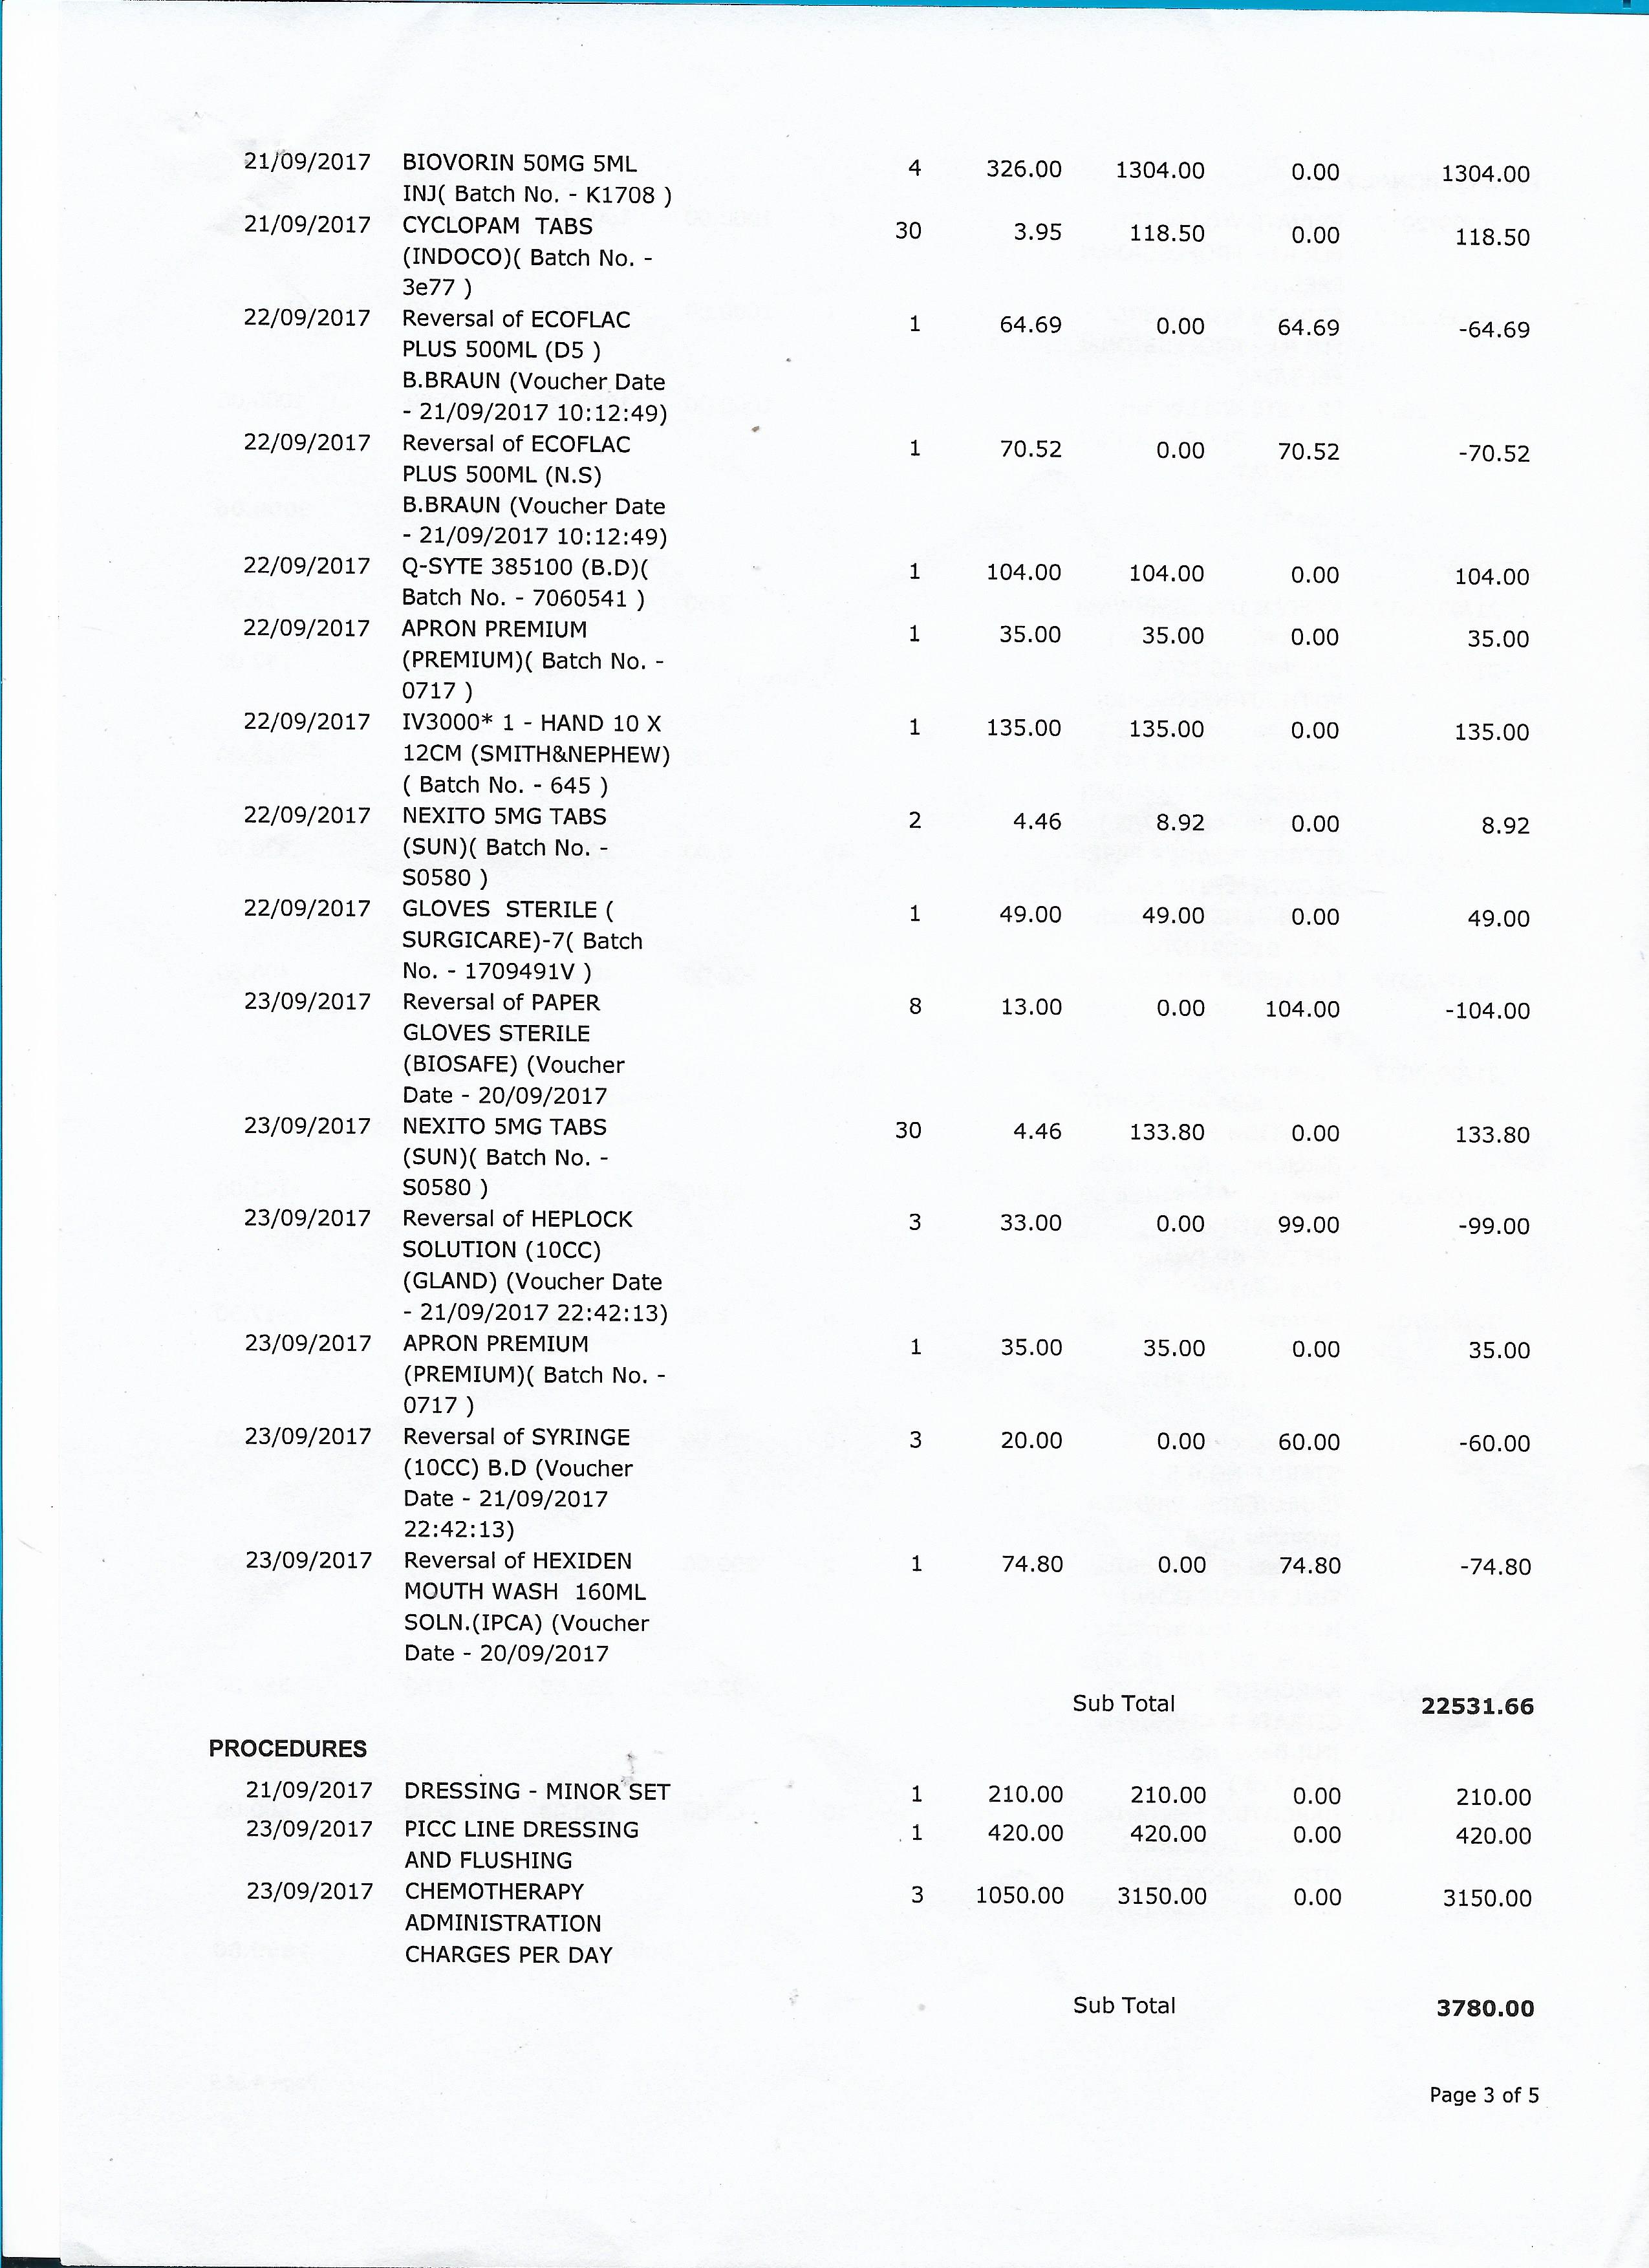 21/09/2017 BIOVORIN 50MG 5ML 4 326.00 1304.00 0.00 1304.00
INJ( Batch No. - K1708 )
21/09/2017 CYCLOPAM TABS 30 3.95 118.50 0.00 118.50
(INDOCO)( Batch No. -
3e77 )
22/09/2017 Reversal of ECOFLAC 1 64.69 0.00 64.69 -64.69
PLUS 500ML (D5 )
B.BRAUN (Voucher Date
- 21/09/2017 10:12:49)
22/09/2017 Reversal of ECOFLAC 1 70.52 0.00 70.52 -70.52
PLUS 500ML (N.S)
B.BRAUN (Voucher Date
- 21/09/2017 10:12:49)
22/09/2017 Q-SYTE 385100 (B.D)( 1 104.00 104.00 0.00 104.00
Batch No. - 7060541 )
22/09/2017 APRON PREMIUM 1 35.00 35.00 0.00 35.00
(PREMIUM)( Batch No. -
0717 )
22/09/2017 IV3000* 1 - HAND 10 X 1 135.00 135.00 0.00 135.00
12CM (SMITH&NEPHEW)
( Batch No. - 645 )
22/09/2017 NEXITO 5MG TABS 2 4.46 8.92 0.00 8.92
(SUN)( Batch No. -
S0580 )
22/09/2017 GLOVES STERILE ( 1 49.00 49.00 0.00 49.00
SURGICARE)-7( Batch
No. - 1709491V )
23/09/2017 Reversal of PAPER 8 13.00 0.00 104.00 -104.00
GLOVES STERILE
(BIOSAFE) (Voucher
Date - 20/09/2017
23/09/2017 NEXITO 5MG TABS 30 4.46 133.80 0.00 133.80
(SUN)( Batch No. -
S0580 )
23/09/2017 Reversal of HEPLOCK 3 33.00 0.00 99.00 -99.00
SOLUTION (10CC)
(GLAND) (Voucher Date
- 21/09/2017 22:42:13)
23/09/2017 APRON PREMIUM 1 35.00 35.00 0.00 35.00
(PREMIUM)( Batch No. -
0717 )
23/09/2017 Reversal of SYRINGE 3 20.00 0.00 60.00 -60.00
(10CC) B.D (Voucher
Date - 21/09/2017
22:42:13)
23/09/2017 Reversal of HEXIDEN 1 74.80 0.00 74.80 -74.80
MOUTH WASH 160ML
SOLN.(IPCA) (Voucher
Date - 20/09/2017
Sub Total 22531.66
PROCEDURES
21/09/2017 DRESSING - MINOR SET 1 210.00 210.00 0.00 210.00
23/09/2017 PICC LINE DRESSING 1 420.00 420.00 0.00 420.00
AND FLUSHING
23/09/2017 CHEMOTHERAPY 3 1050.00 3150.00 0.00 3150.00
ADMINISTRATION
CHARGES PER DAY
Sub Total 3780.00
Page 3 of 5